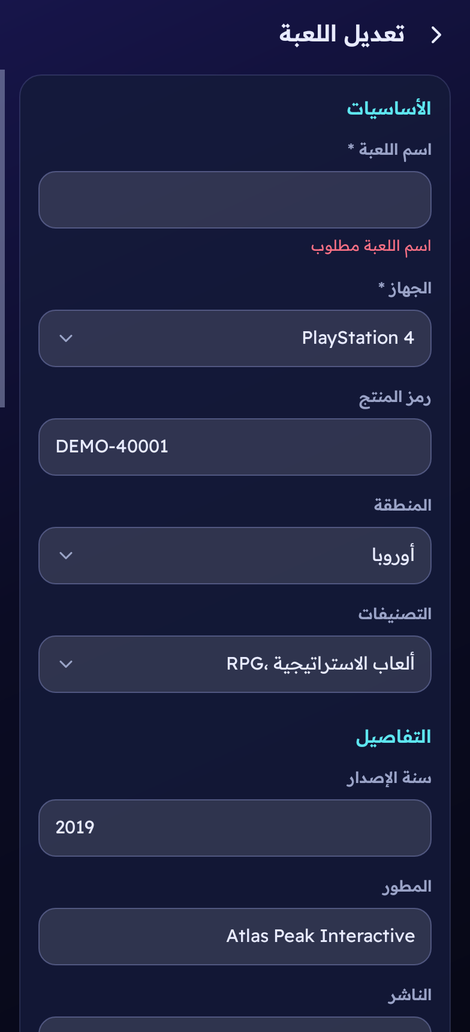 تعديل اللعبة
الأساسيات
اسم اللعبة *
اسم اللعبة مطلوب
الجهاز *
PlayStation 4
رمز المنتج
DEMO-40001
المنطقة
أوروبا
التصنيفات
ألعاب الاستراتيجية ،RPG
التفاصيل
سنة الإصدار
2019
المطور
Atlas Peak Interactive
الناشر